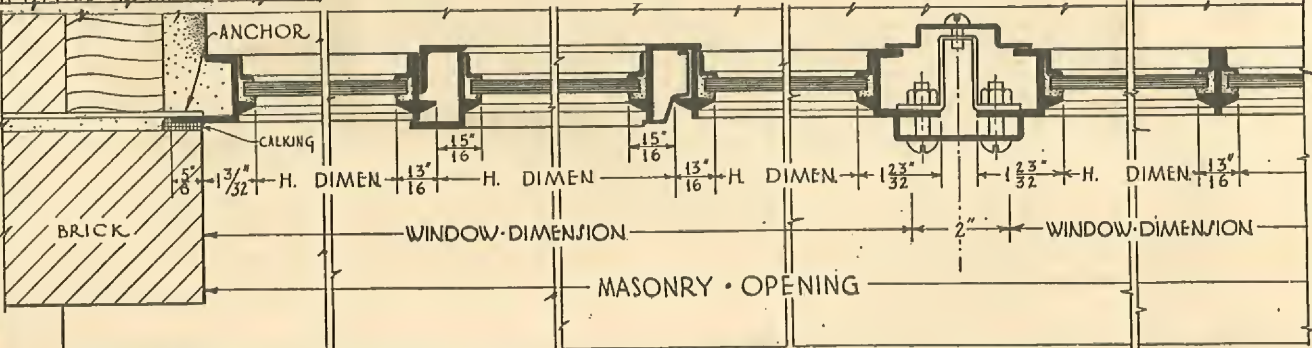 ANCHOR
CALKING
15"
16
15"
16
5"
8
1 3/32"
H. DIMEN.
13"
16
H. DIMEN
13"
16
H. DIMEN.
1 23"
32
1 23"
32
H. DIMEN.
13"
16
BRICK
WINDOW·DIMENSION
2"
WINDOW·DIMENSION
MASONRY · OPENING